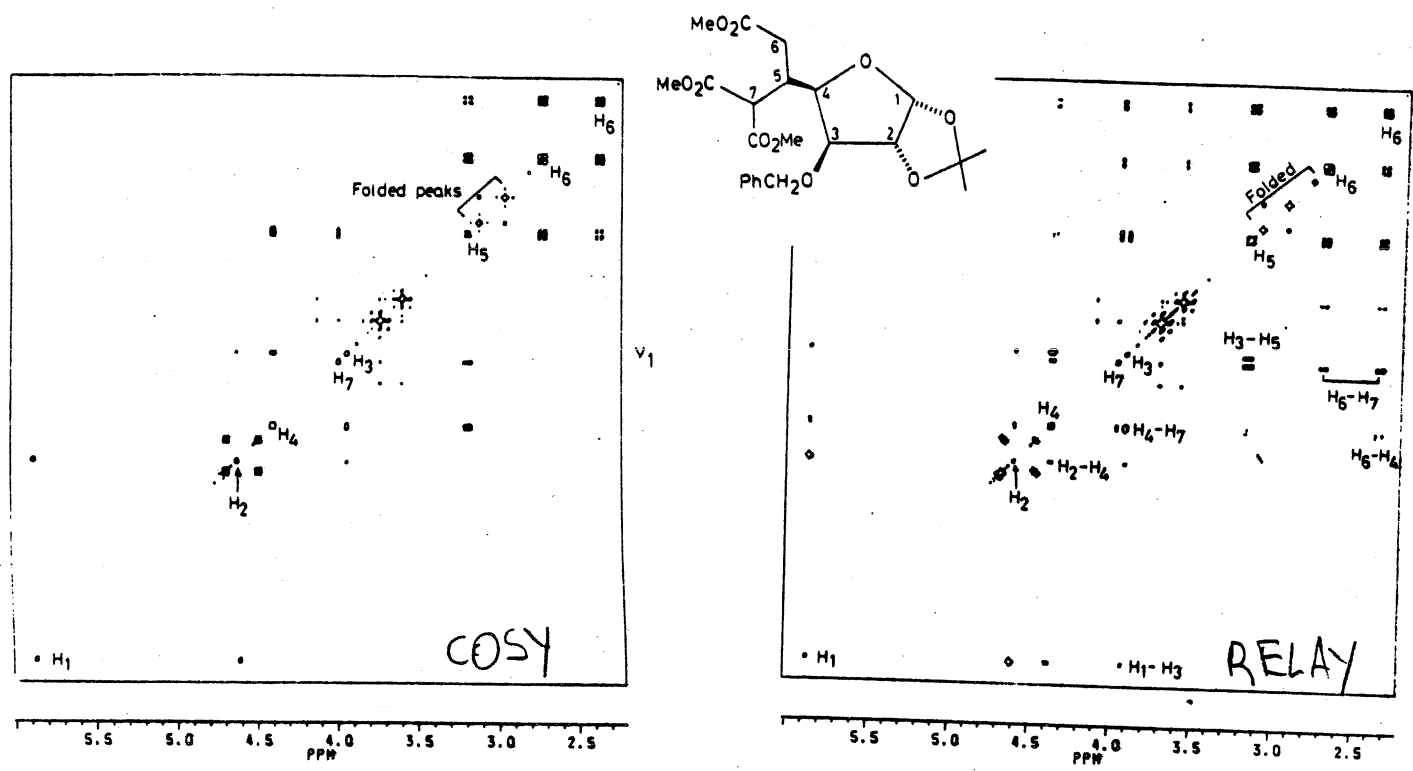 MeO2C
6
5
MeO2C
7
4
O
1
O
3
2
CO2Me
PhCH2O
O
H6
H6
Folded peaks
H5
H3
H7
H4
H2
H1
COSY
5.5 5.0 4.5 4.0 3.5 3.0 2.5
PPM
ν1
H6
H6
Folded
H5
H3-H5
H3
H7
H6-H7
H4
H4-H7
H6-H4
H2-H4
H2
H1
H1-H3
RELAY
5.5 5.0 4.5 4.0 3.5 3.0 2.5
PPM